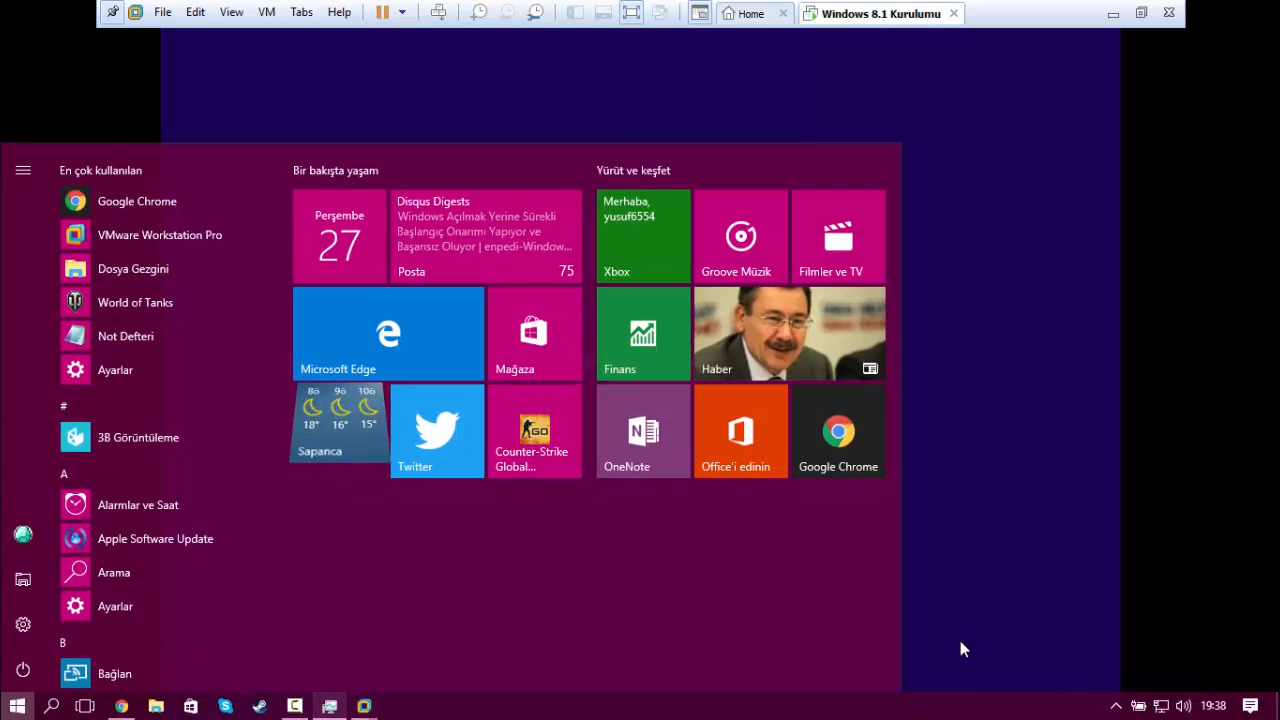 File Edit View VM Tabs Help
Home
Windows 8.1 Kurulumu
En çok kullanılan
Google Chrome
VMware Workstation Pro
Dosya Gezgini
World of Tanks
Not Defteri
Ayarlar
#
3B Görüntüleme
A
Alarmlar ve Saat
Apple Software Update
Arama
Ayarlar
B
Bağlan
Bir bakışta yaşam
Perşembe
27
Disqus Digests
Windows Açılmak Yerine Sürekli
Başlangıç Onarımı Yapıyor ve
Başarısız Oluyor | enpedi-Window...
Posta 75
Microsoft Edge
Mağaza
8ö 9ö 10ö
18° 16° 15°
Sapanca
Twitter
GO
Counter-Strike
Global...
Yürüt ve keşfet
Merhaba,
yusuf6554
Xbox
Groove Müzik
Filmler ve TV
Finans
Haber
N
OneNote
Office'i edinin
Google Chrome
19:38